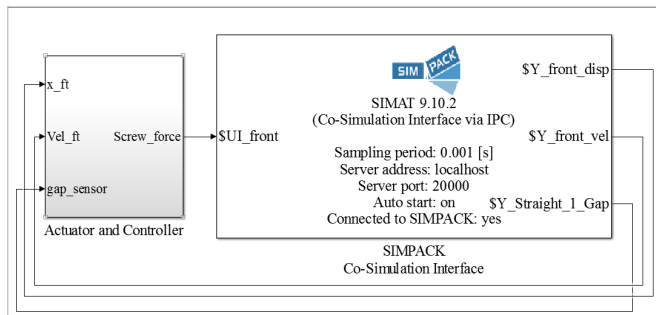 x_ft
Vel_ft
gap_sensor
Screw_force
Actuator and Controller
$UI_front
SIM PACK
SIMAT 9.10.2
(Co-Simulation Interface via IPC)
Sampling period: 0.001 [s]
Server address: localhost
Server port: 20000
Auto start: on
Connected to SIMPACK: yes
$Y_front_disp
$Y_front_vel
$Y_Straight_1_Gap
SIMPACK
Co-Simulation Interface